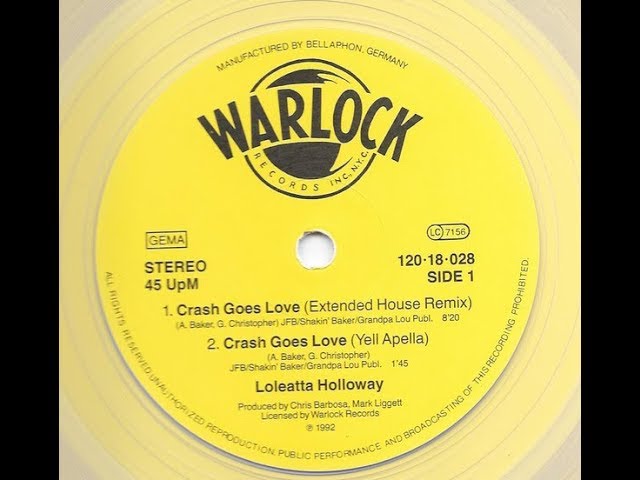 MANUFACTURED BY BELLAPHON, GERMANY
WARLOCK
RECORDS INC., N.Y.C.
GEMA
LC 7156
STEREO
45 UpM
120·18·028
SIDE 1
1. Crash Goes Love (Extended House Remix)
(A. Baker, G. Christopher) JFB/Shakin' Baker/Grandpa Lou Publ. 8'20
2. Crash Goes Love (Yell Apella)
(A. Baker, G. Christopher)
JFB/Shakin' Baker/Grandpa Lou Publ. 1'45
Loleatta Holloway
Produced by Chris Barbosa, Mark Liggett
Licensed by Warlock Records
℗ 1992
ALL RIGHTS RESERVED. UNAUTHORIZED REPRODUCTION, PUBLIC PERFORMANCE AND BROADCASTING OF THIS RECORDING PROHIBITED.